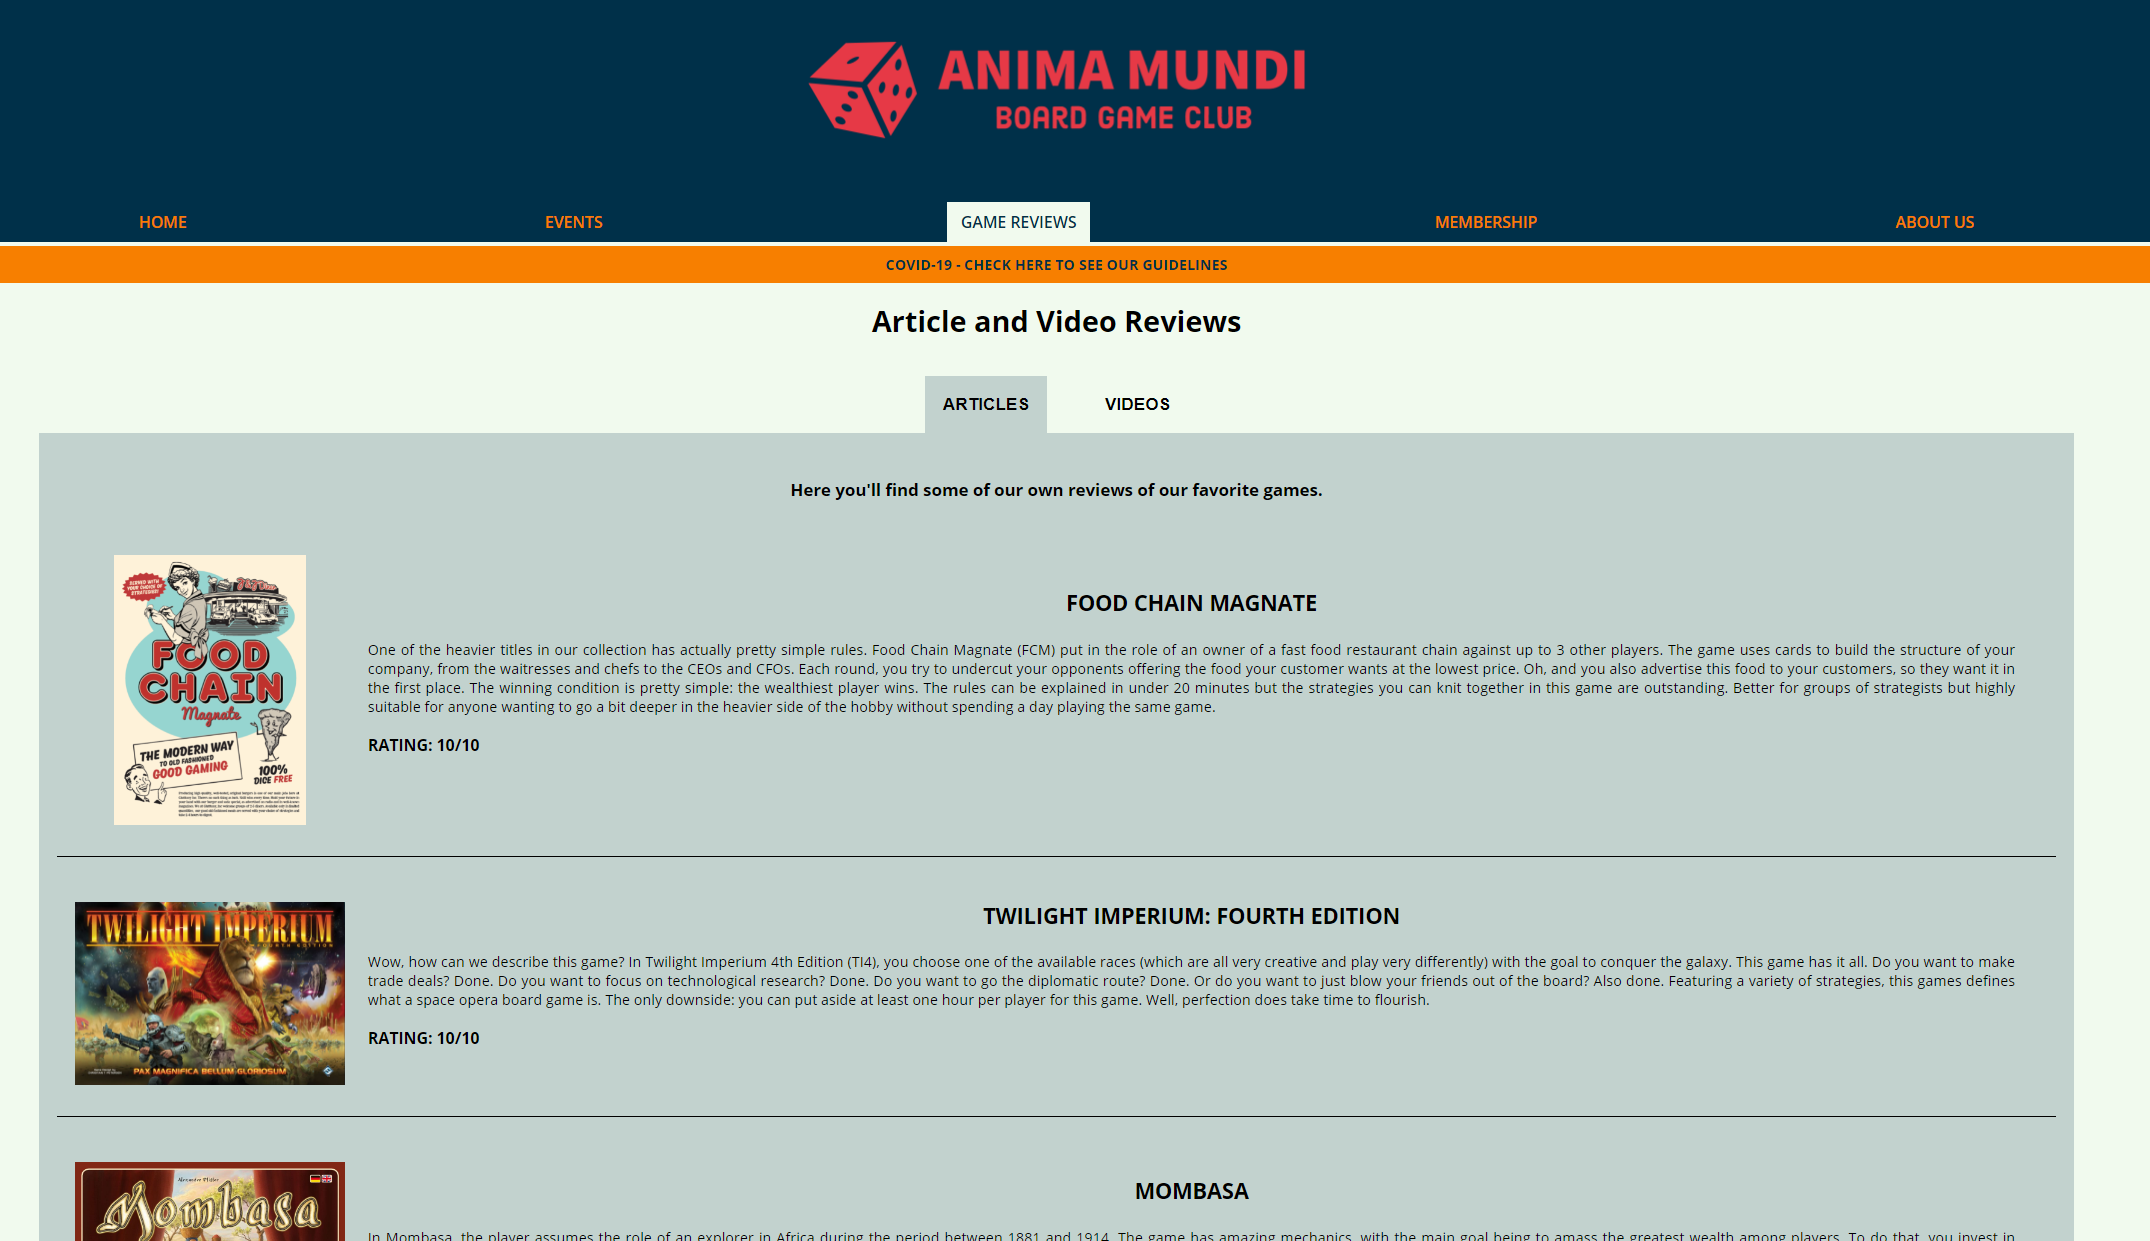 ANIMA MUNDI
BOARD GAME CLUB
HOME
EVENTS
GAME REVIEWS
MEMBERSHIP
ABOUT US
COVID-19 - CHECK HERE TO SEE OUR GUIDELINES
Article and Video Reviews
ARTICLES
VIDEOS
Here you'll find some of our own reviews of our favorite games.
SERVED WITH
YOUR CHOICE OF
STRATEGIES!
FOOD
CHAIN
Magnate
THE MODERN WAY
TO OLD FASHIONED
GOOD GAMING
100%
DICE FREE
FOOD CHAIN MAGNATE
One of the heavier titles in our collection has actually pretty simple rules. Food Chain Magnate (FCM) put in the role of an owner of a fast food restaurant chain against up to 3 other players. The game uses cards to build the structure of your
company, from the waitresses and chefs to the CEOs and CFOs. Each round, you try to undercut your opponents offering the food your customer wants at the lowest price. Oh, and you also advertise this food to your customers, so they want it in
the first place. The winning condition is pretty simple: the wealthiest player wins. The rules can be explained in under 20 minutes but the strategies you can knit together in this game are outstanding. Better for groups of strategists but highly
suitable for anyone wanting to go a bit deeper in the heavier side of the hobby without spending a day playing the same game.
RATING: 10/10
TWILIGHT IMPERIUM
FOURTH EDITION
PAX MAGNIFICA BELLUM GLORIOSUM
TWILIGHT IMPERIUM: FOURTH EDITION
Wow, how can we describe this game? In Twilight Imperium 4th Edition (TI4), you choose one of the available races (which are all very creative and play very differently) with the goal to conquer the galaxy. This game has it all. Do you want to make
trade deals? Done. Do you want to focus on technological research? Done. Do you want to go the diplomatic route? Done. Or do you want to just blow your friends out of the board? Also done. Featuring a variety of strategies, this games defines
what a space opera board game is. The only downside: you can put aside at least one hour per player for this game. Well, perfection does take time to flourish.
RATING: 10/10
Alexander Pfister
Mombasa
MOMBASA
In Mombasa, the player assumes the role of an explorer in Africa during the period between 1881 and 1914. The game has amazing mechanics, with the main goal being to amass the greatest wealth among players. To do that, you invest in